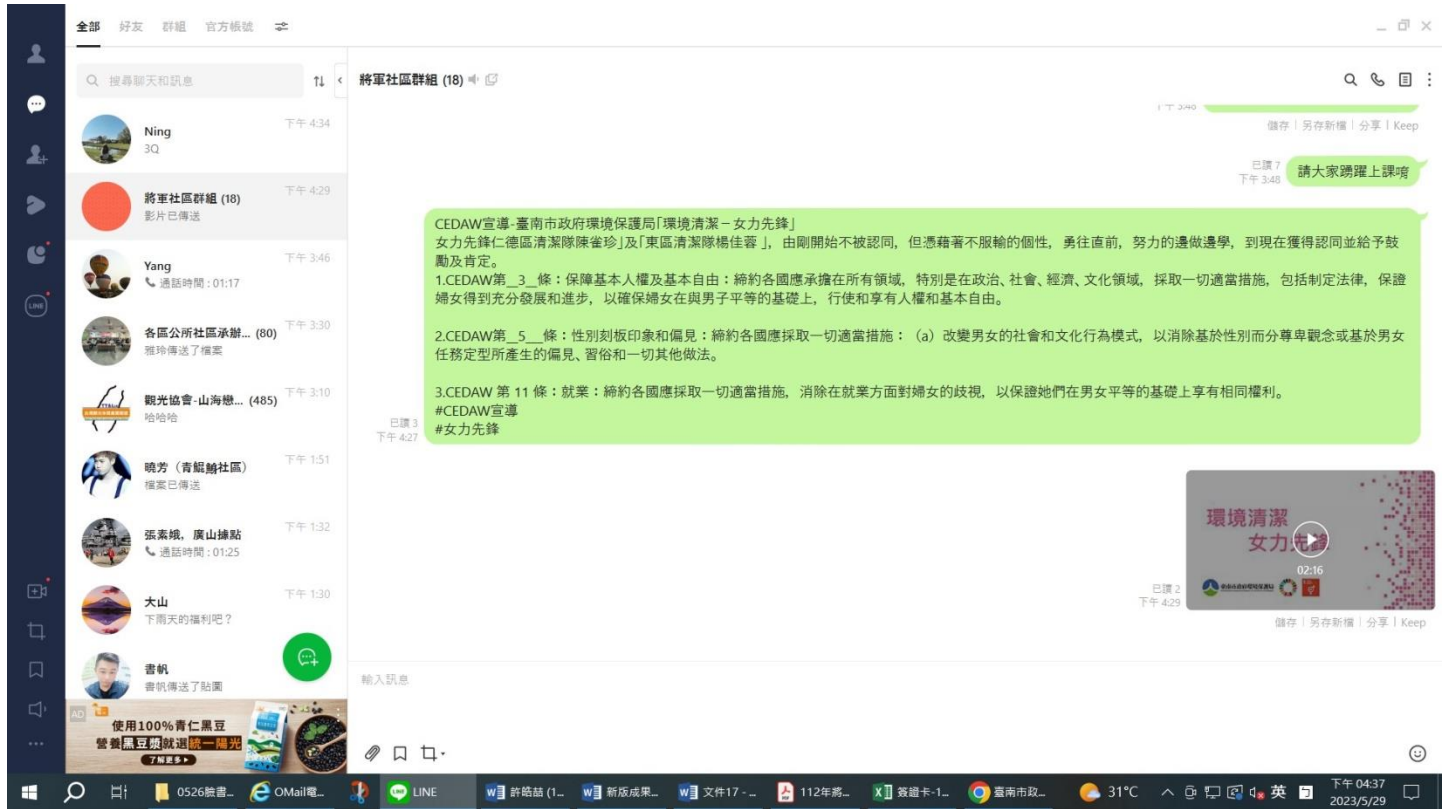 全部 好友 群組 官方帳號
搜尋聊天和訊息
Ning 下午 4:34
3Q
將軍社區群組 (18) 下午 4:29
影片已傳送
Yang 下午 3:46
通話時間 : 01:17
各區公所社區承辦... (80) 下午 3:30
雅玲傳送了檔案
觀光協會-山海戀... (485) 下午 3:10
哈哈哈
曉芳（青鯤鯓社區） 下午 1:51
檔案已傳送
張素娥，廣山據點 下午 1:32
通話時間 : 01:25
大山 下午 1:30
下雨天的福利吧？
書帆
書帆傳送了貼圖
AD
使用100%青仁黑豆
營養黑豆漿就選統一陽光
了解更多
LINE
將軍社區群組 (18)
下午 3:48
儲存 | 另存新檔 | 分享 | Keep
已讀 7
下午 3:48
請大家踴躍上課唷
CEDAW宣導-臺南市政府環境保護局「環境清潔－女力先鋒」
女力先鋒仁德區清潔隊陳雀珍」及「東區清潔隊楊佳蓉 」，由剛開始不被認同，但憑藉著不服輸的個性，勇往直前，努力的邊做邊學，到現在獲得認同並給予鼓
勵及肯定。
1.CEDAW第__3_條：保障基本人權及基本自由：締約各國應承擔在所有領域，特別是在政治、社會、經濟、文化領域，採取一切適當措施，包括制定法律，保證
婦女得到充分發展和進步，以確保婦女在與男子平等的基礎上，行使和享有人權和基本自由。
2.CEDAW第_5__條：性別刻板印象和偏見：締約各國應採取一切適當措施：（a）改變男女的社會和文化行為模式，以消除基於性別而分尊卑觀念或基於男女
任務定型所產生的偏見、習俗和一切其他做法。
3.CEDAW 第 11 條：就業：締約各國應採取一切適當措施，消除在就業方面對婦女的歧視，以保證她們在男女平等的基礎上享有相同權利。
#CEDAW宣導
#女力先鋒
已讀 3
下午 4:27
環境清潔
女力先鋒
02:16
已讀 2
下午 4:29
儲存 | 另存新檔 | 分享 | Keep
輸入訊息
0526臉書... OMail電... LINE 許皓喆 (1... 新版成果... 文件17 - ... 112年將... 簽證卡-1... 臺南市政... 31°C 英 下午 04:37
2023/5/29